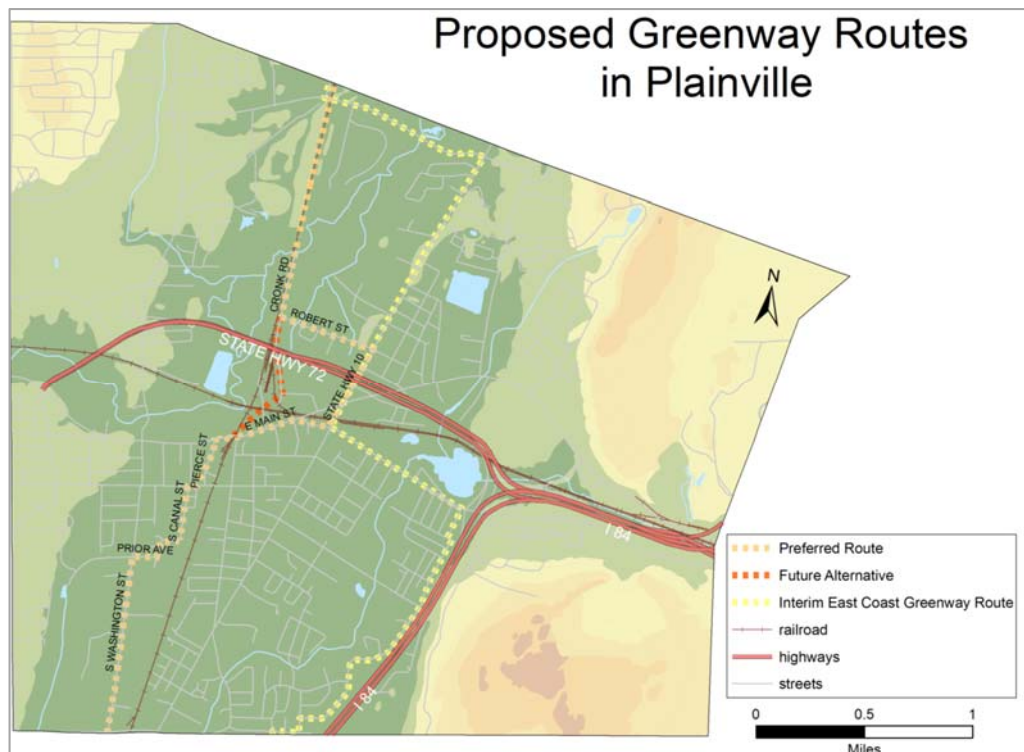 Proposed Greenway Routes
in Plainville
N
CRONK RD
ROBERT ST
STATE HWY 72
STATE HWY 10
E MAIN ST
PIERCE ST
S CANAL ST
PRIOR AVE
S WASHINGTON ST
I 84
I 84
Preferred Route
Future Alternative
Interim East Coast Greenway Route
railroad
highways
streets
0 0.5 1
Miles